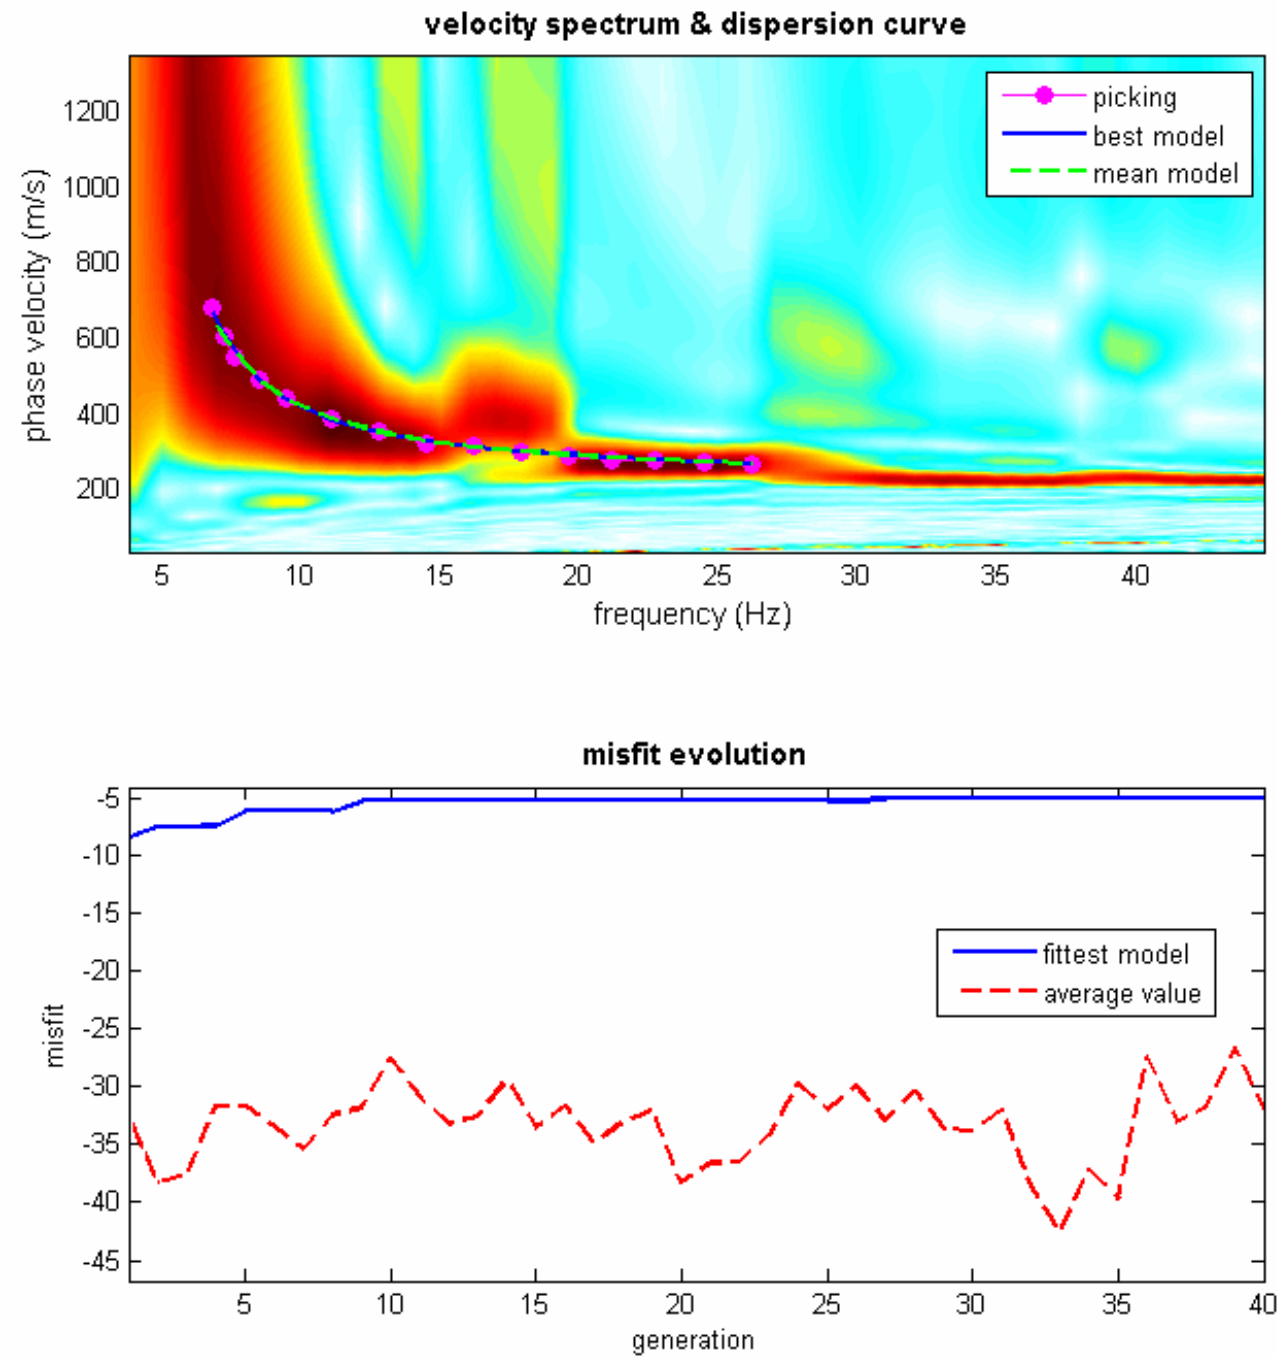 velocity spectrum & dispersion curve
phase velocity (m/s)
1200
1000
800
600
400
200
picking
best model
mean model
5 10 15 20 25 30 35 40
frequency (Hz)
misfit evolution
misfit
-5
-10
-15
-20
-25
-30
-35
-40
-45
fittest model
average value
5 10 15 20 25 30 35 40
generation